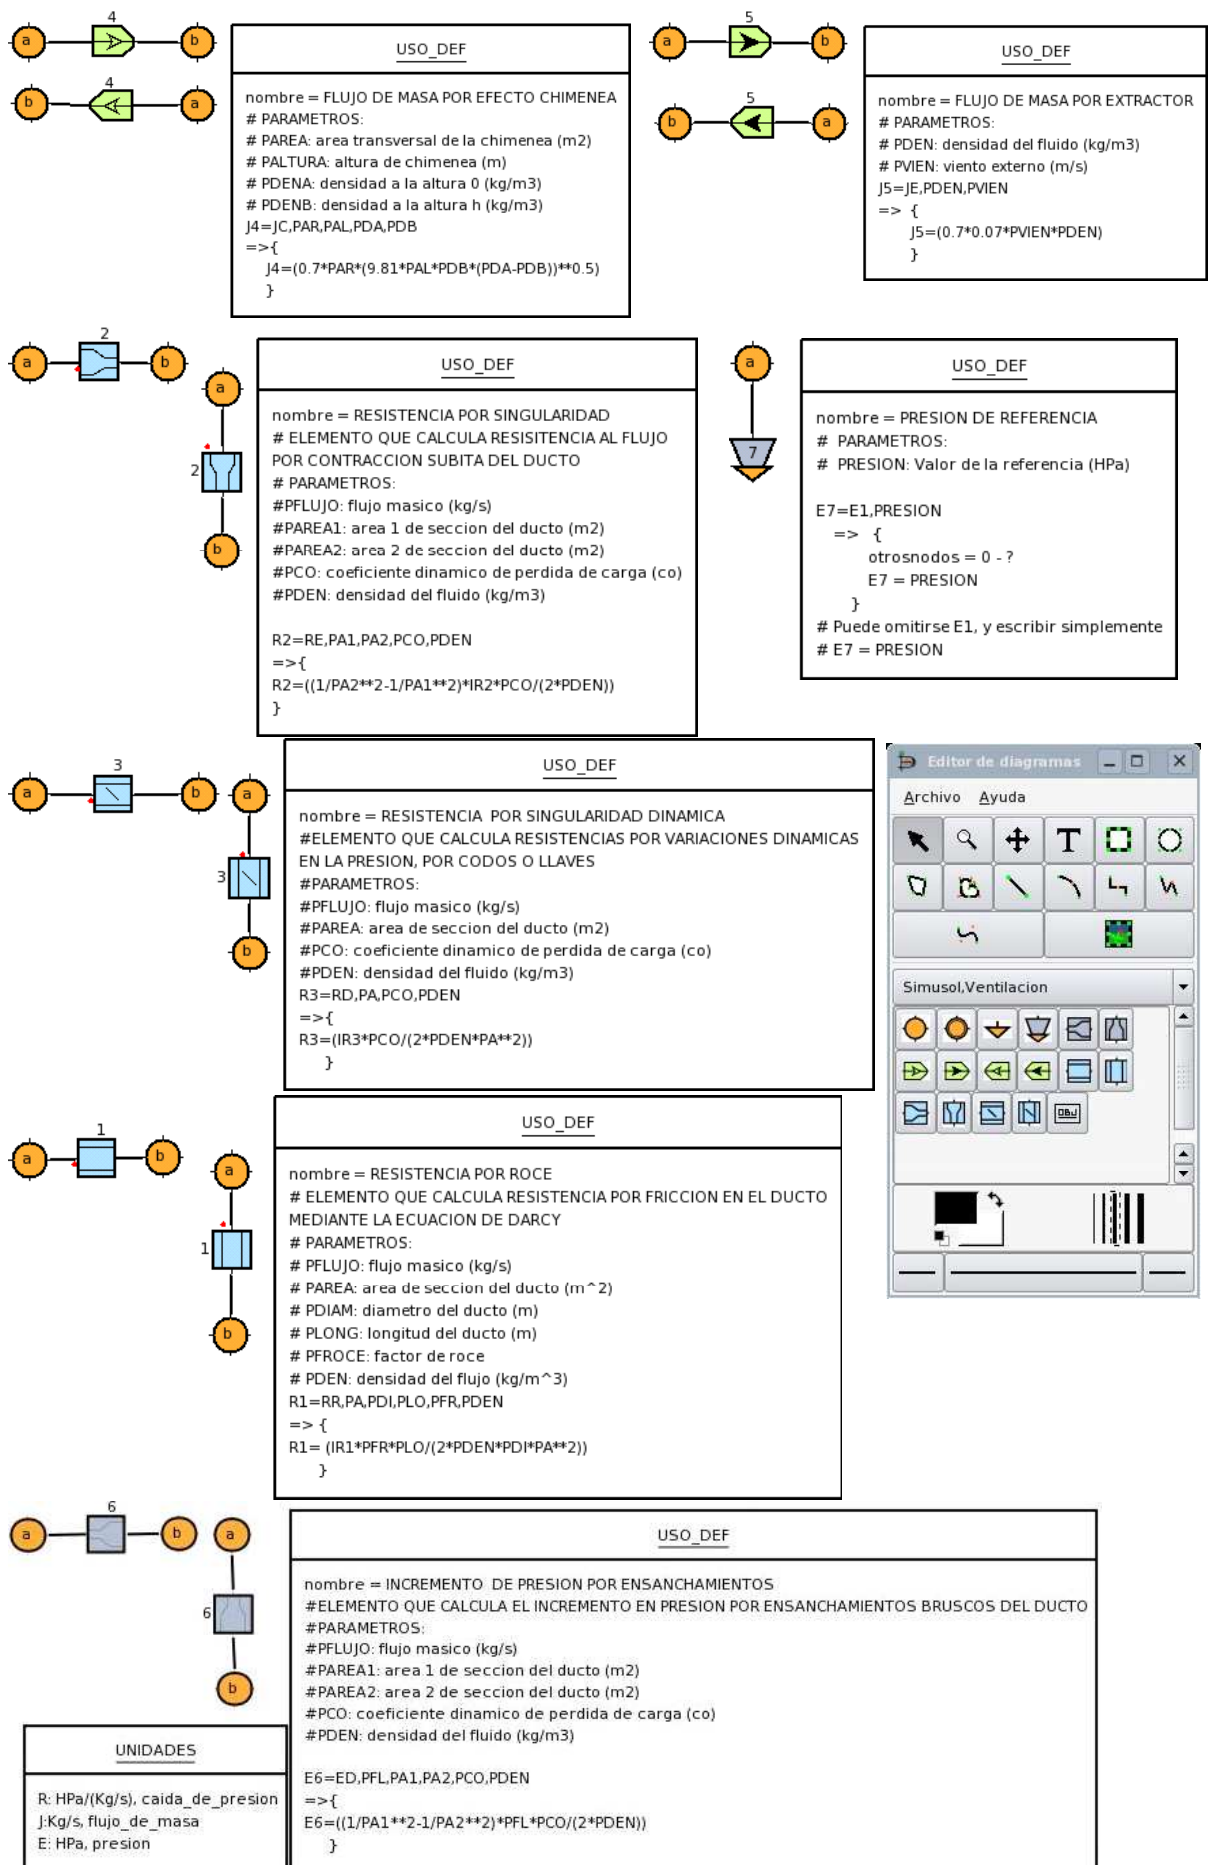 4
a
b
4
b
a
USO_DEF
nombre = FLUJO DE MASA POR EFECTO CHIMENEA
# PARAMETROS:
# PAREA: area transversal de la chimenea (m2)
# PALTURA: altura de chimenea (m)
# PDENA: densidad a la altura 0 (kg/m3)
# PDENB: densidad a la altura h (kg/m3)
J4=JC,PAR,PAL,PDA,PDB
=>{
J4=(0.7*PAR*(9.81*PAL*PDB*(PDA-PDB))**0.5)
}
5
a
b
5
b
a
USO_DEF
nombre = FLUJO DE MASA POR EXTRACTOR
# PARAMETROS:
# PDEN: densidad del fluido (kg/m3)
# PVIEN: viento externo (m/s)
J5=JE,PDEN,PVIEN
=> {
J5=(0.7*0.07*PVIEN*PDEN)
}
2
a
b
a
2
b
USO_DEF
nombre = RESISTENCIA POR SINGULARIDAD
# ELEMENTO QUE CALCULA RESISITENCIA AL FLUJO
POR CONTRACCION SUBITA DEL DUCTO
# PARAMETROS:
#PFLUJO: flujo masico (kg/s)
#PAREA1: area 1 de seccion del ducto (m2)
#PAREA2: area 2 de seccion del ducto (m2)
#PCO: coeficiente dinamico de perdida de carga (co)
#PDEN: densidad del fluido (kg/m3)
R2=RE,PA1,PA2,PCO,PDEN
=>{
R2=((1/PA2**2-1/PA1**2)*IR2*PCO/(2*PDEN))
}
a
7
USO_DEF
nombre = PRESION DE REFERENCIA
# PARAMETROS:
# PRESION: Valor de la referencia (HPa)
E7=E1,PRESION
=> {
otrosnodos = 0 - ?
E7 = PRESION
}
# Puede omitirse E1, y escribir simplemente
# E7 = PRESION
3
a
b
a
3
b
USO_DEF
nombre = RESISTENCIA POR SINGULARIDAD DINAMICA
#ELEMENTO QUE CALCULA RESISTENCIAS POR VARIACIONES DINAMICAS
EN LA PRESION, POR CODOS O LLAVES
#PARAMETROS:
#PFLUJO: flujo masico (kg/s)
#PAREA: area de seccion del ducto (m2)
#PCO: coeficiente dinamico de perdida de carga (co)
#PDEN: densidad del fluido (kg/m3)
R3=RD,PA,PCO,PDEN
=>{
R3=(IR3*PCO/(2*PDEN*PA**2))
}
Editor de diagramas
Archivo Ayuda
T
Simusol,Ventilacion
OBJ
1
a
b
a
1
b
USO_DEF
nombre = RESISTENCIA POR ROCE
# ELEMENTO QUE CALCULA RESISTENCIA POR FRICCION EN EL DUCTO
MEDIANTE LA ECUACION DE DARCY
# PARAMETROS:
# PFLUJO: flujo masico (kg/s)
# PAREA: area de seccion del ducto (m^2)
# PDIAM: diametro del ducto (m)
# PLONG: longitud del ducto (m)
# PFROCE: factor de roce
# PDEN: densidad del flujo (kg/m^3)
R1=RR,PA,PDI,PLO,PFR,PDEN
=> {
R1= (IR1*PFR*PLO/(2*PDEN*PDI*PA**2))
}
6
a
b
a
6
b
USO_DEF
nombre = INCREMENTO DE PRESION POR ENSANCHAMIENTOS
#ELEMENTO QUE CALCULA EL INCREMENTO EN PRESION POR ENSANCHAMIENTOS BRUSCOS DEL DUCTO
#PARAMETROS:
#PFLUJO: flujo masico (kg/s)
#PAREA1: area 1 de seccion del ducto (m2)
#PAREA2: area 2 de seccion del ducto (m2)
#PCO: coeficiente dinamico de perdida de carga (co)
#PDEN: densidad del fluido (kg/m3)
E6=ED,PFL,PA1,PA2,PCO,PDEN
=>{
E6=((1/PA1**2-1/PA2**2)*PFL*PCO/(2*PDEN))
}
UNIDADES
R: HPa/(Kg/s), caida_de_presion
J:Kg/s, flujo_de_masa
E: HPa, presion